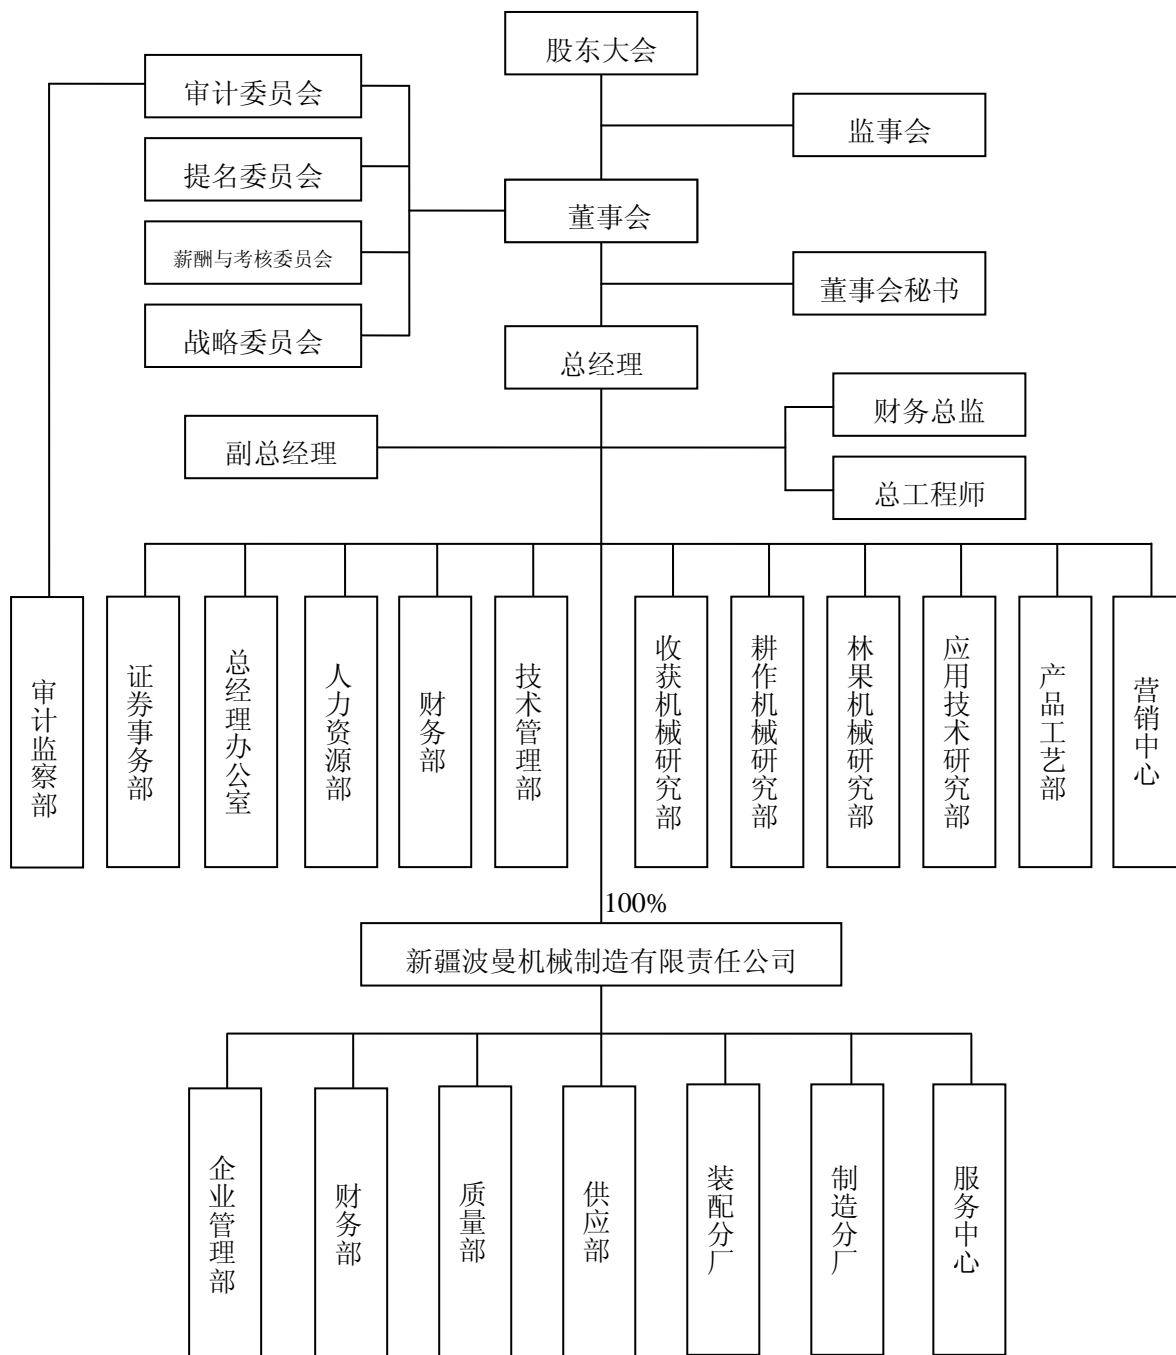 股东大会
审计委员会
监事会
提名委员会
董事会
薪酬与考核委员会
董事会秘书
战略委员会
总经理
财务总监
副总经理
总工程师
审计监察部
证券事务部
总经理办公室
人力资源部
财务部
技术管理部
收获机械研究部
耕作机械研究部
林果机械研究部
应用技术研究部
产品工艺部
营销中心
100%
新疆波曼机械制造有限责任公司
企业管理部
财务部
质量部
供应部
装配分厂
制造分厂
服务中心